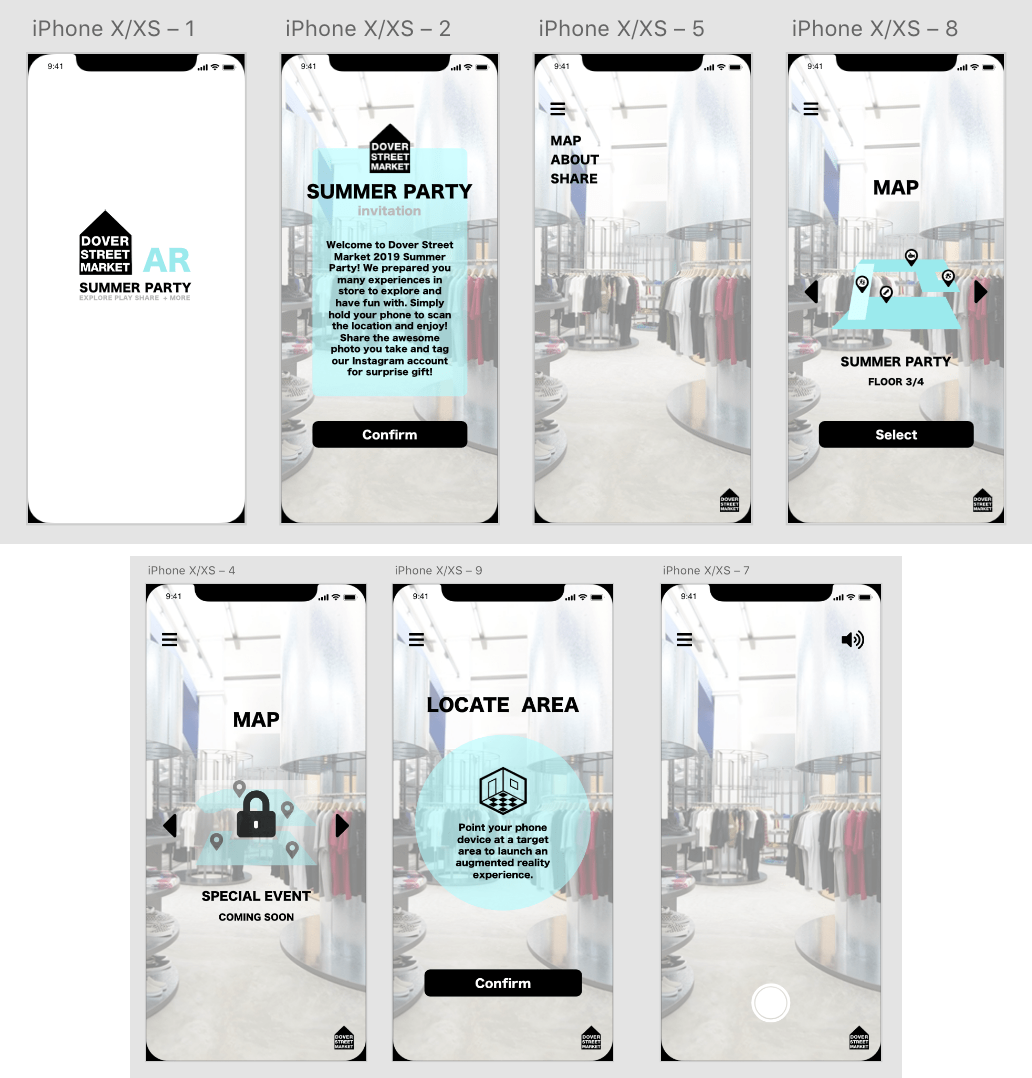 iPhone X/XS – 1
9:41
DOVER
STREET
MARKET
AR
SUMMER PARTY
EXPLORE PLAY SHARE + MORE
iPhone X/XS – 2
9:41
DOVER
STREET
MARKET
SUMMER PARTY
invitation
Welcome to Dover Street
Market 2019 Summer
Party! We prepared you
many experiences in
store to explore and
have fun with. Simply
hold your phone to scan
the location and enjoy!
Share the awesome
photo you take and tag
our Instagram account
for surprise gift!
Confirm
iPhone X/XS – 5
9:41
MAP
ABOUT
SHARE
DOVER
STREET
MARKET
iPhone X/XS – 8
9:41
MAP
SUMMER PARTY
FLOOR 3/4
Select
DOVER
STREET
MARKET
iPhone X/XS – 4
9:41
MAP
SPECIAL EVENT
COMING SOON
DOVER
STREET
MARKET
iPhone X/XS – 9
9:41
LOCATE AREA
Point your phone
device at a target
area to launch an
augmented reality
experience.
Confirm
DOVER
STREET
MARKET
iPhone X/XS – 7
9:41
DOVER
STREET
MARKET